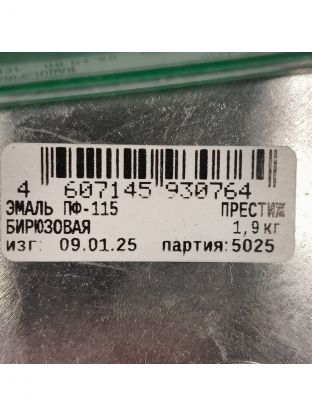 4 607145 930764
ЭМАЛЬ ПФ-115 ПРЕСТИЖ
БИРЮЗОВАЯ 1,9 кг
изг: 09.01.25 партия: 5025